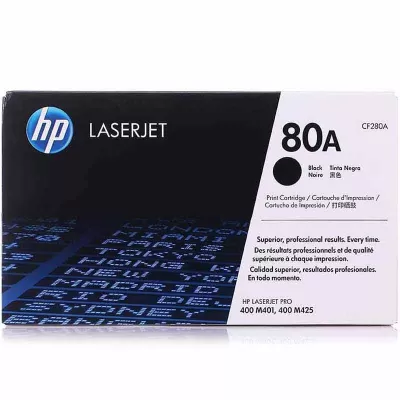 hp
LASERJET
80A
CF280A
Black
Noire
Tinta Negra
黑色
Print Cartridge / Cartouche d'Impression /
Cartucho de Impresión / 打印硒鼓
Superior, professional results. Every time.
Des résultats professionnels et de qualité
supérieure à chaque impression.
Calidad superior, resultados profesionales.
En todo momento.
HP LASERJET PRO
400 M401, 400 M425